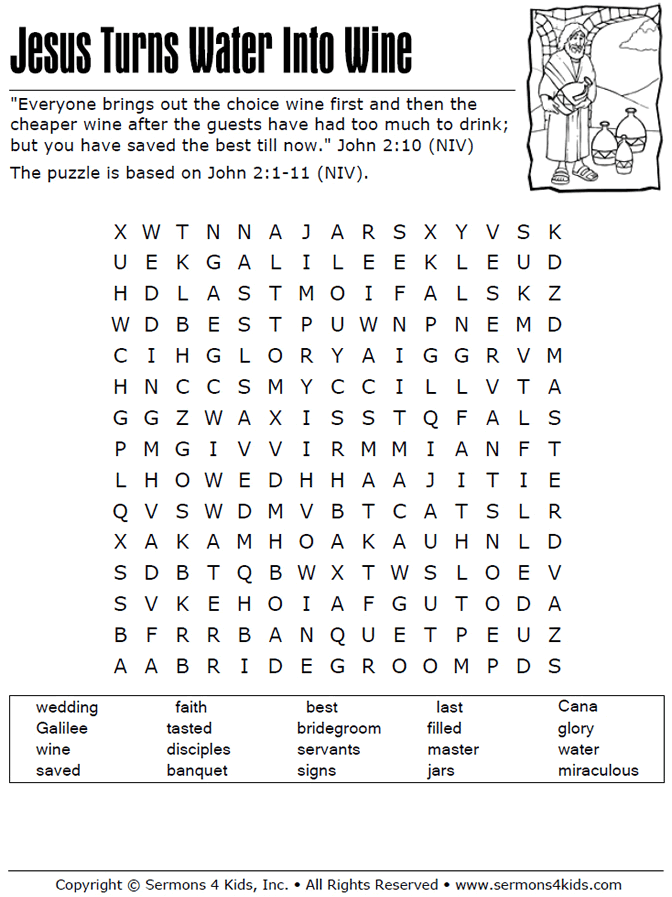 Jesus Turns Water Into Wine
"Everyone brings out the choice wine first and then the
cheaper wine after the guests have had too much to drink;
but you have saved the best till now." John 2:10 (NIV)
The puzzle is based on John 2:1-11 (NIV).
X W T N N A J A R S X Y V S K
U E K G A L I L E E K L E U D
H D L A S T M O I F A L S K Z
W D B E S T P U W N P N E M D
C I H G L O R Y A I G G R V M
H N C C S M Y C C I L L V T A
G G Z W A X I S S T Q F A L S
P M G I V V I R M M I A N F T
L H O W E D H H A A J I T I E
Q V S W D M V B T C A T S L R
X A K A M H O A K A U H N L D
S D B T Q B W X T W S L O E V
S V K E H O I A F G U T O D A
B F R R B A N Q U E T P E U Z
A A B R I D E G R O O M P D S
wedding faith best last Cana
Galilee tasted bridegroom filled glory
wine disciples servants master water
saved banquet signs jars miraculous
Copyright © Sermons 4 Kids, Inc. • All Rights Reserved • www.sermons4kids.com